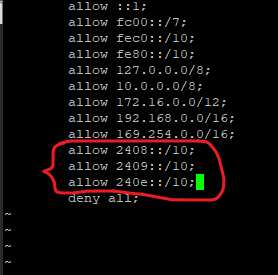 allow ::1;
allow fc00::/7;
allow fec0::/10;
allow fe80::/10;
allow 127.0.0.0/8;
allow 10.0.0.0/8;
allow 172.16.0.0/12;
allow 192.168.0.0/16;
allow 169.254.0.0/16;
allow 2408::/10;
allow 2409::/10;
allow 240e::/10;
deny all;
~
~
~
~